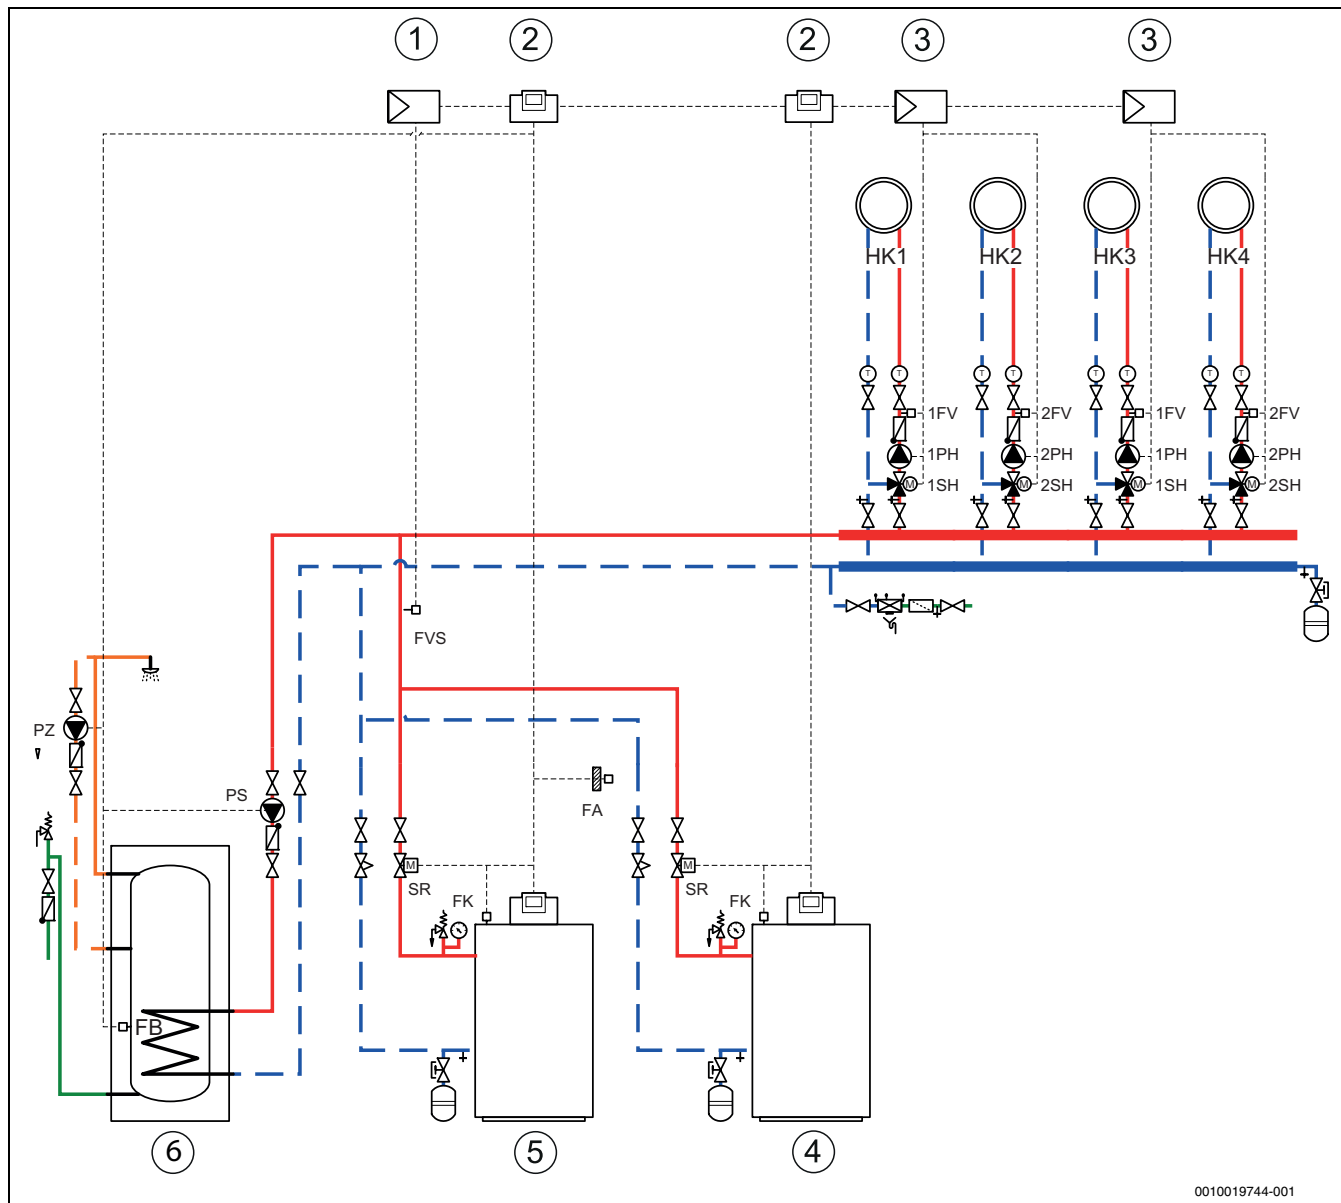 1 2 2 3 3
HK1 HK2 HK3 HK4
T T T T T T T T
1FV 2FV 1FV 2FV
1PH 2PH 1PH 2PH
M 1SH M 2SH M 1SH M 2SH
FVS
PZ
PS
FA
M M
SR SR
FK FK
FB
6 5 4
0010019744-001